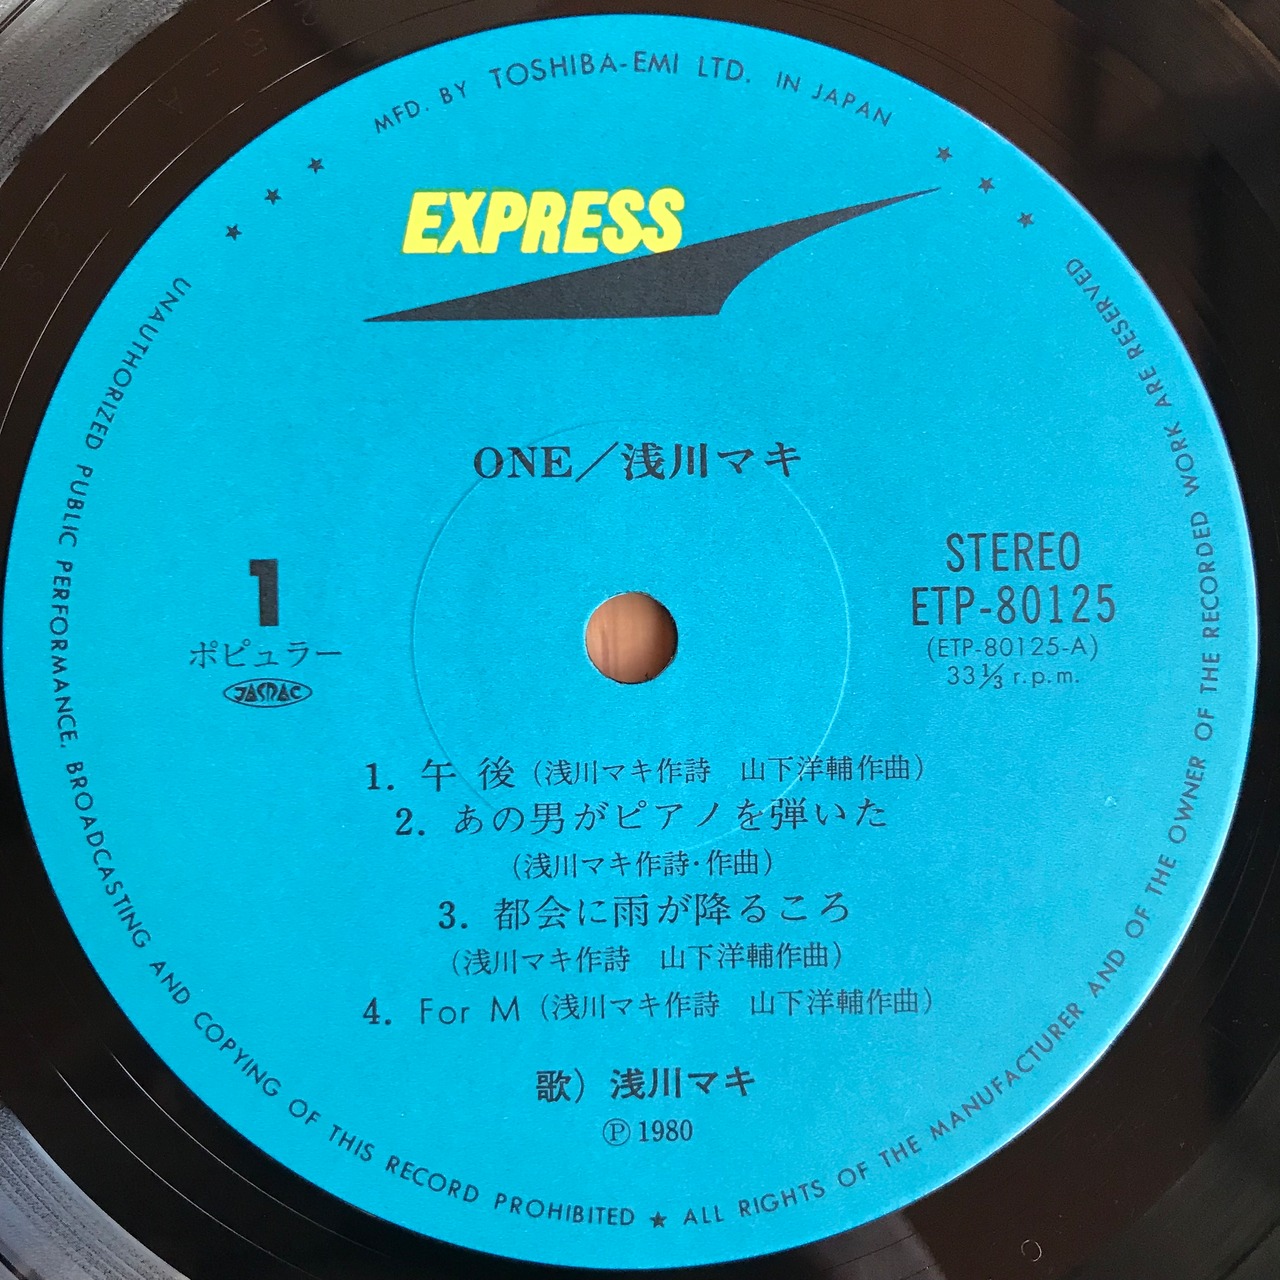 MFD. BY TOSHIBA-EMI LTD. IN JAPAN
EXPRESS
ONE／浅川マキ
1
ポピュラー
JASRAC
STEREO
ETP-80125
(ETP-80125-A)
33⅓ r.p.m.
1. 午後（浅川マキ作詩　山下洋輔作曲）
2. あの男がピアノを弾いた
（浅川マキ作詩・作曲）
3. 都会に雨が降るころ
（浅川マキ作詩　山下洋輔作曲）
4. For M（浅川マキ作詩　山下洋輔作曲）
歌）浅川マキ
Ⓟ 1980
UNAUTHORIZED PUBLIC PERFORMANCE, BROADCASTING AND COPYING OF THIS RECORD PROHIBITED ★ ALL RIGHTS OF THE MANUFACTURER AND OF THE OWNER OF THE RECORDED WORK ARE RESERVED